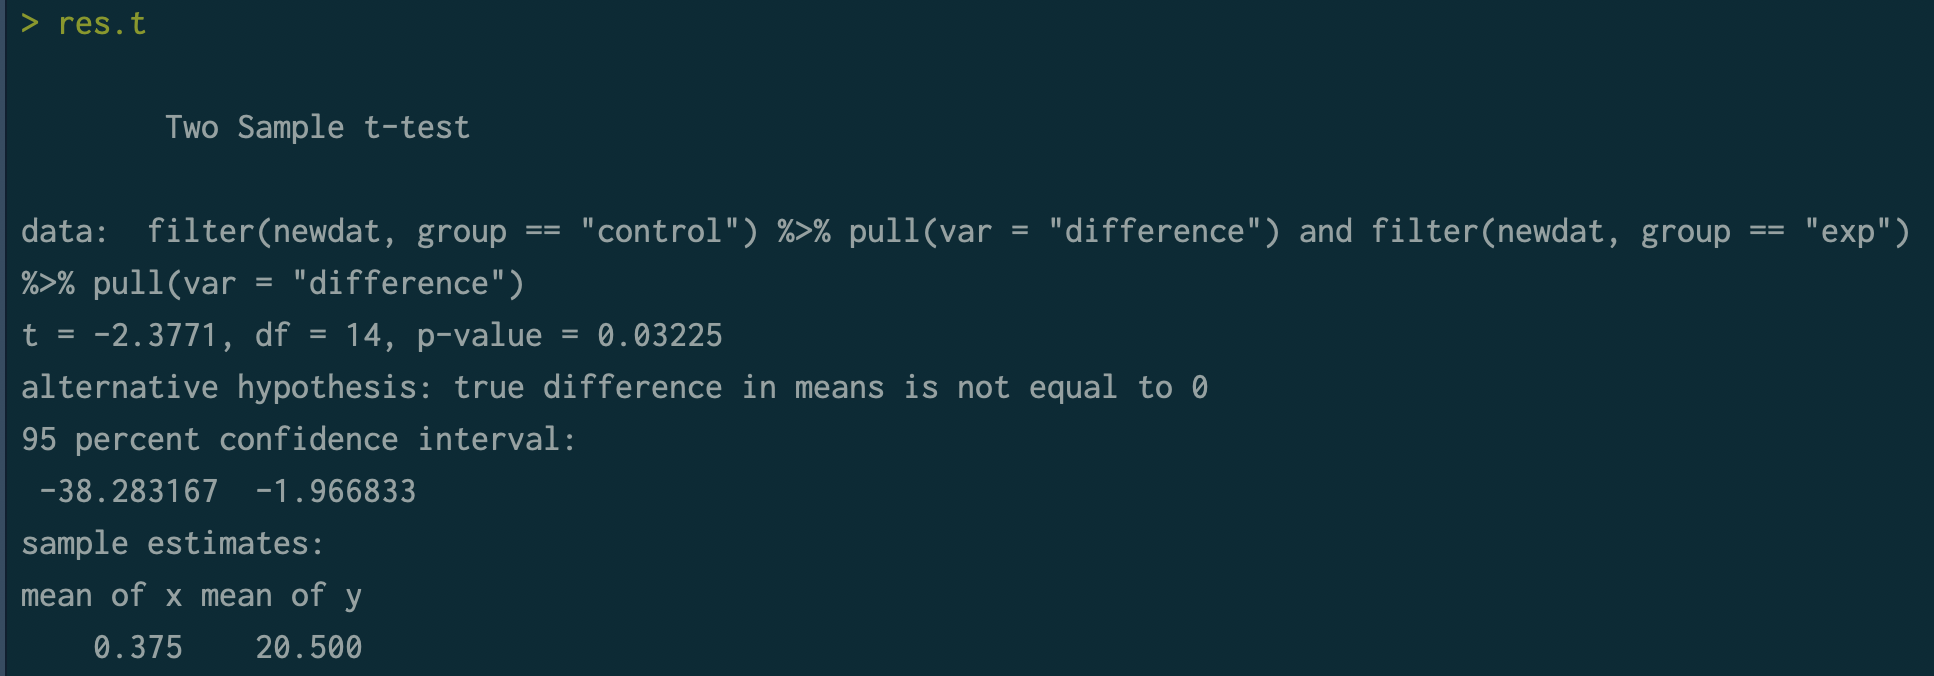 > res.t
Two Sample t-test
data:  filter(newdat, group == "control") %>% pull(var = "difference") and filter(newdat, group == "exp")
%>% pull(var = "difference")
t = -2.3771, df = 14, p-value = 0.03225
alternative hypothesis: true difference in means is not equal to 0
95 percent confidence interval:
 -38.283167  -1.966833
sample estimates:
mean of x mean of y
    0.375    20.500